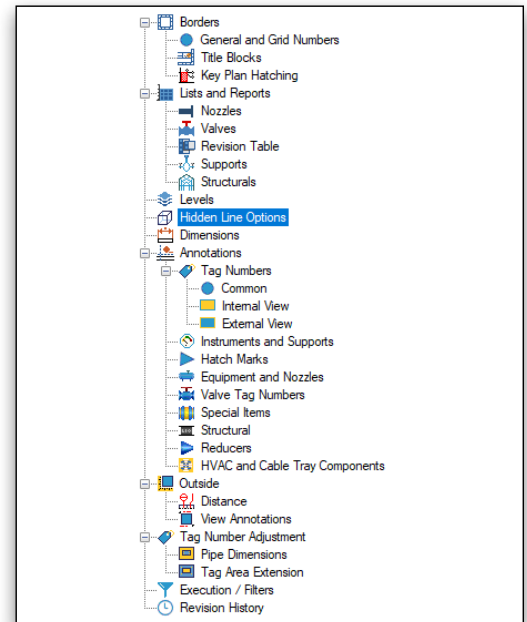 Borders
General and Grid Numbers
Title Blocks
Key Plan Hatching
Lists and Reports
Nozzles
Valves
Revision Table
Supports
Structurals
Levels
Hidden Line Options
Dimensions
Annotations
Tag Numbers
Common
Internal View
External View
Instruments and Supports
Hatch Marks
Equipment and Nozzles
Valve Tag Numbers
Special Items
Structural
Reducers
HVAC and Cable Tray Components
Outside
Distance
View Annotations
Tag Number Adjustment
Pipe Dimensions
Tag Area Extension
Execution / Filters
Revision History